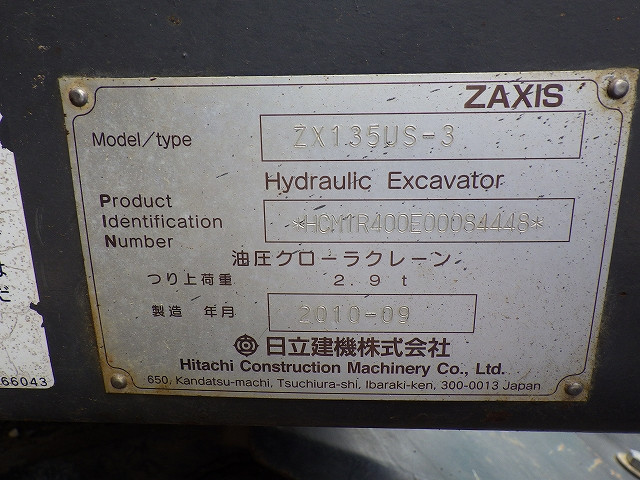 ZAXIS
Model/type ZX135US-3
Hydraulic Excavator
Product
Identification
Number
*HCM1R400E00084448*
油圧クローラクレーン
つり上荷重 2.9t
製造 年月 2010-09
日立建機株式会社
Hitachi Construction Machinery Co., Ltd.
650, Kandatsu-machi, Tsuchiura-shi, Ibaraki-ken, 300-0013 Japan
66043